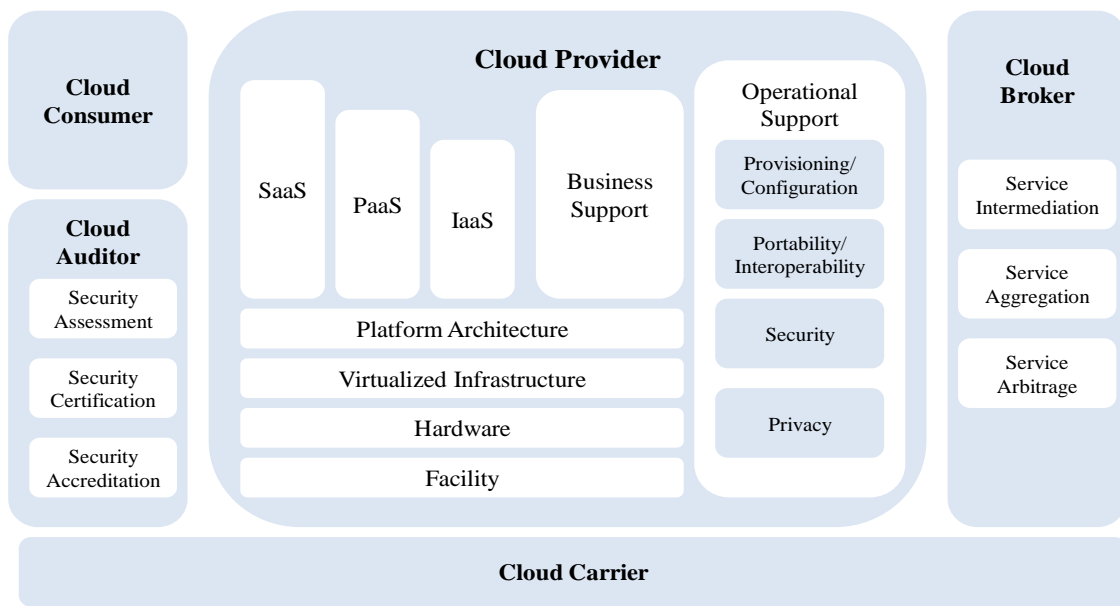 Cloud
Consumer
Cloud
Auditor
Security
Assessment
Security
Certification
Security
Accreditation
Cloud Provider
SaaS
PaaS
IaaS
Business
Support
Platform Architecture
Virtualized Infrastructure
Hardware
Facility
Operational
Support
Provisioning/
Configuration
Portability/
Interoperability
Security
Privacy
Cloud
Broker
Service
Intermediation
Service
Aggregation
Service
Arbitrage
Cloud Carrier